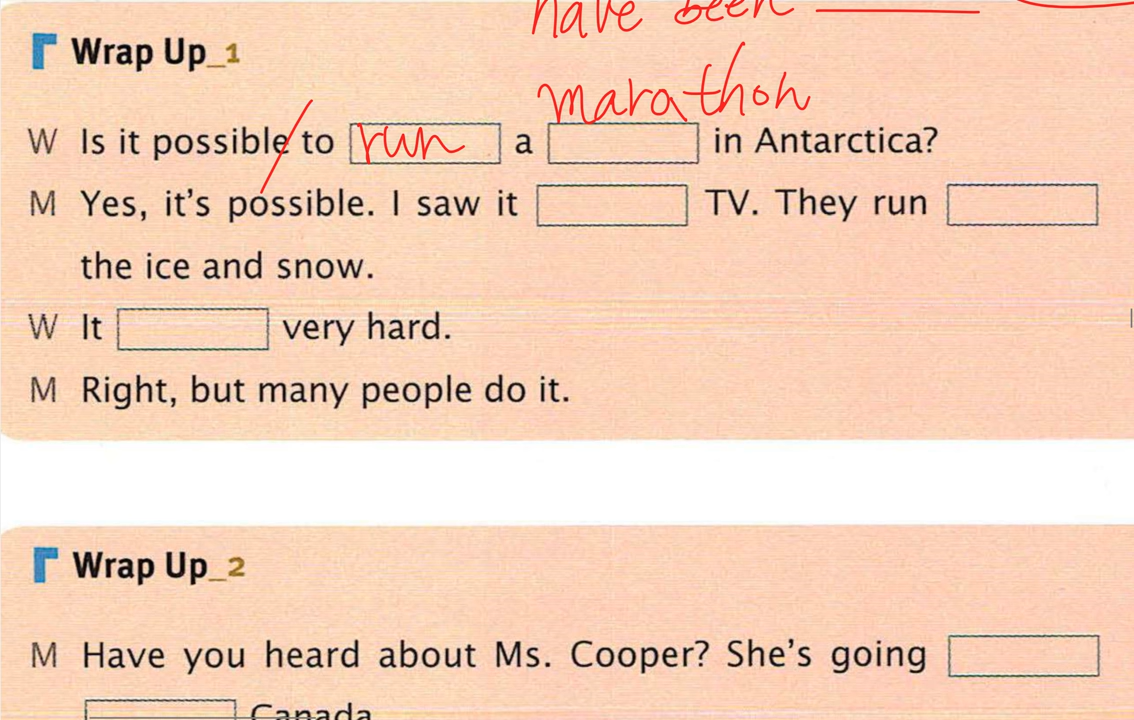 have been
Wrap Up_1
marathon
W Is it possible to run a in Antarctica?
M Yes, it's possible. I saw it TV. They run
the ice and snow.
W It very hard.
M Right, but many people do it.
Wrap Up_2
M Have you heard about Ms. Cooper? She's going
Canada